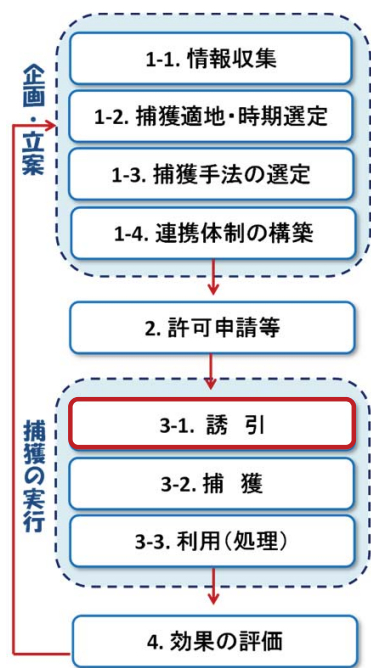 企画・立案
1-1. 情報収集
1-2. 捕獲適地・時期選定
1-3. 捕獲手法の選定
1-4. 連携体制の構築
2. 許可申請等
捕獲の実行
3-1. 誘 引
3-2. 捕 獲
3-3. 利用(処理)
4. 効果の評価